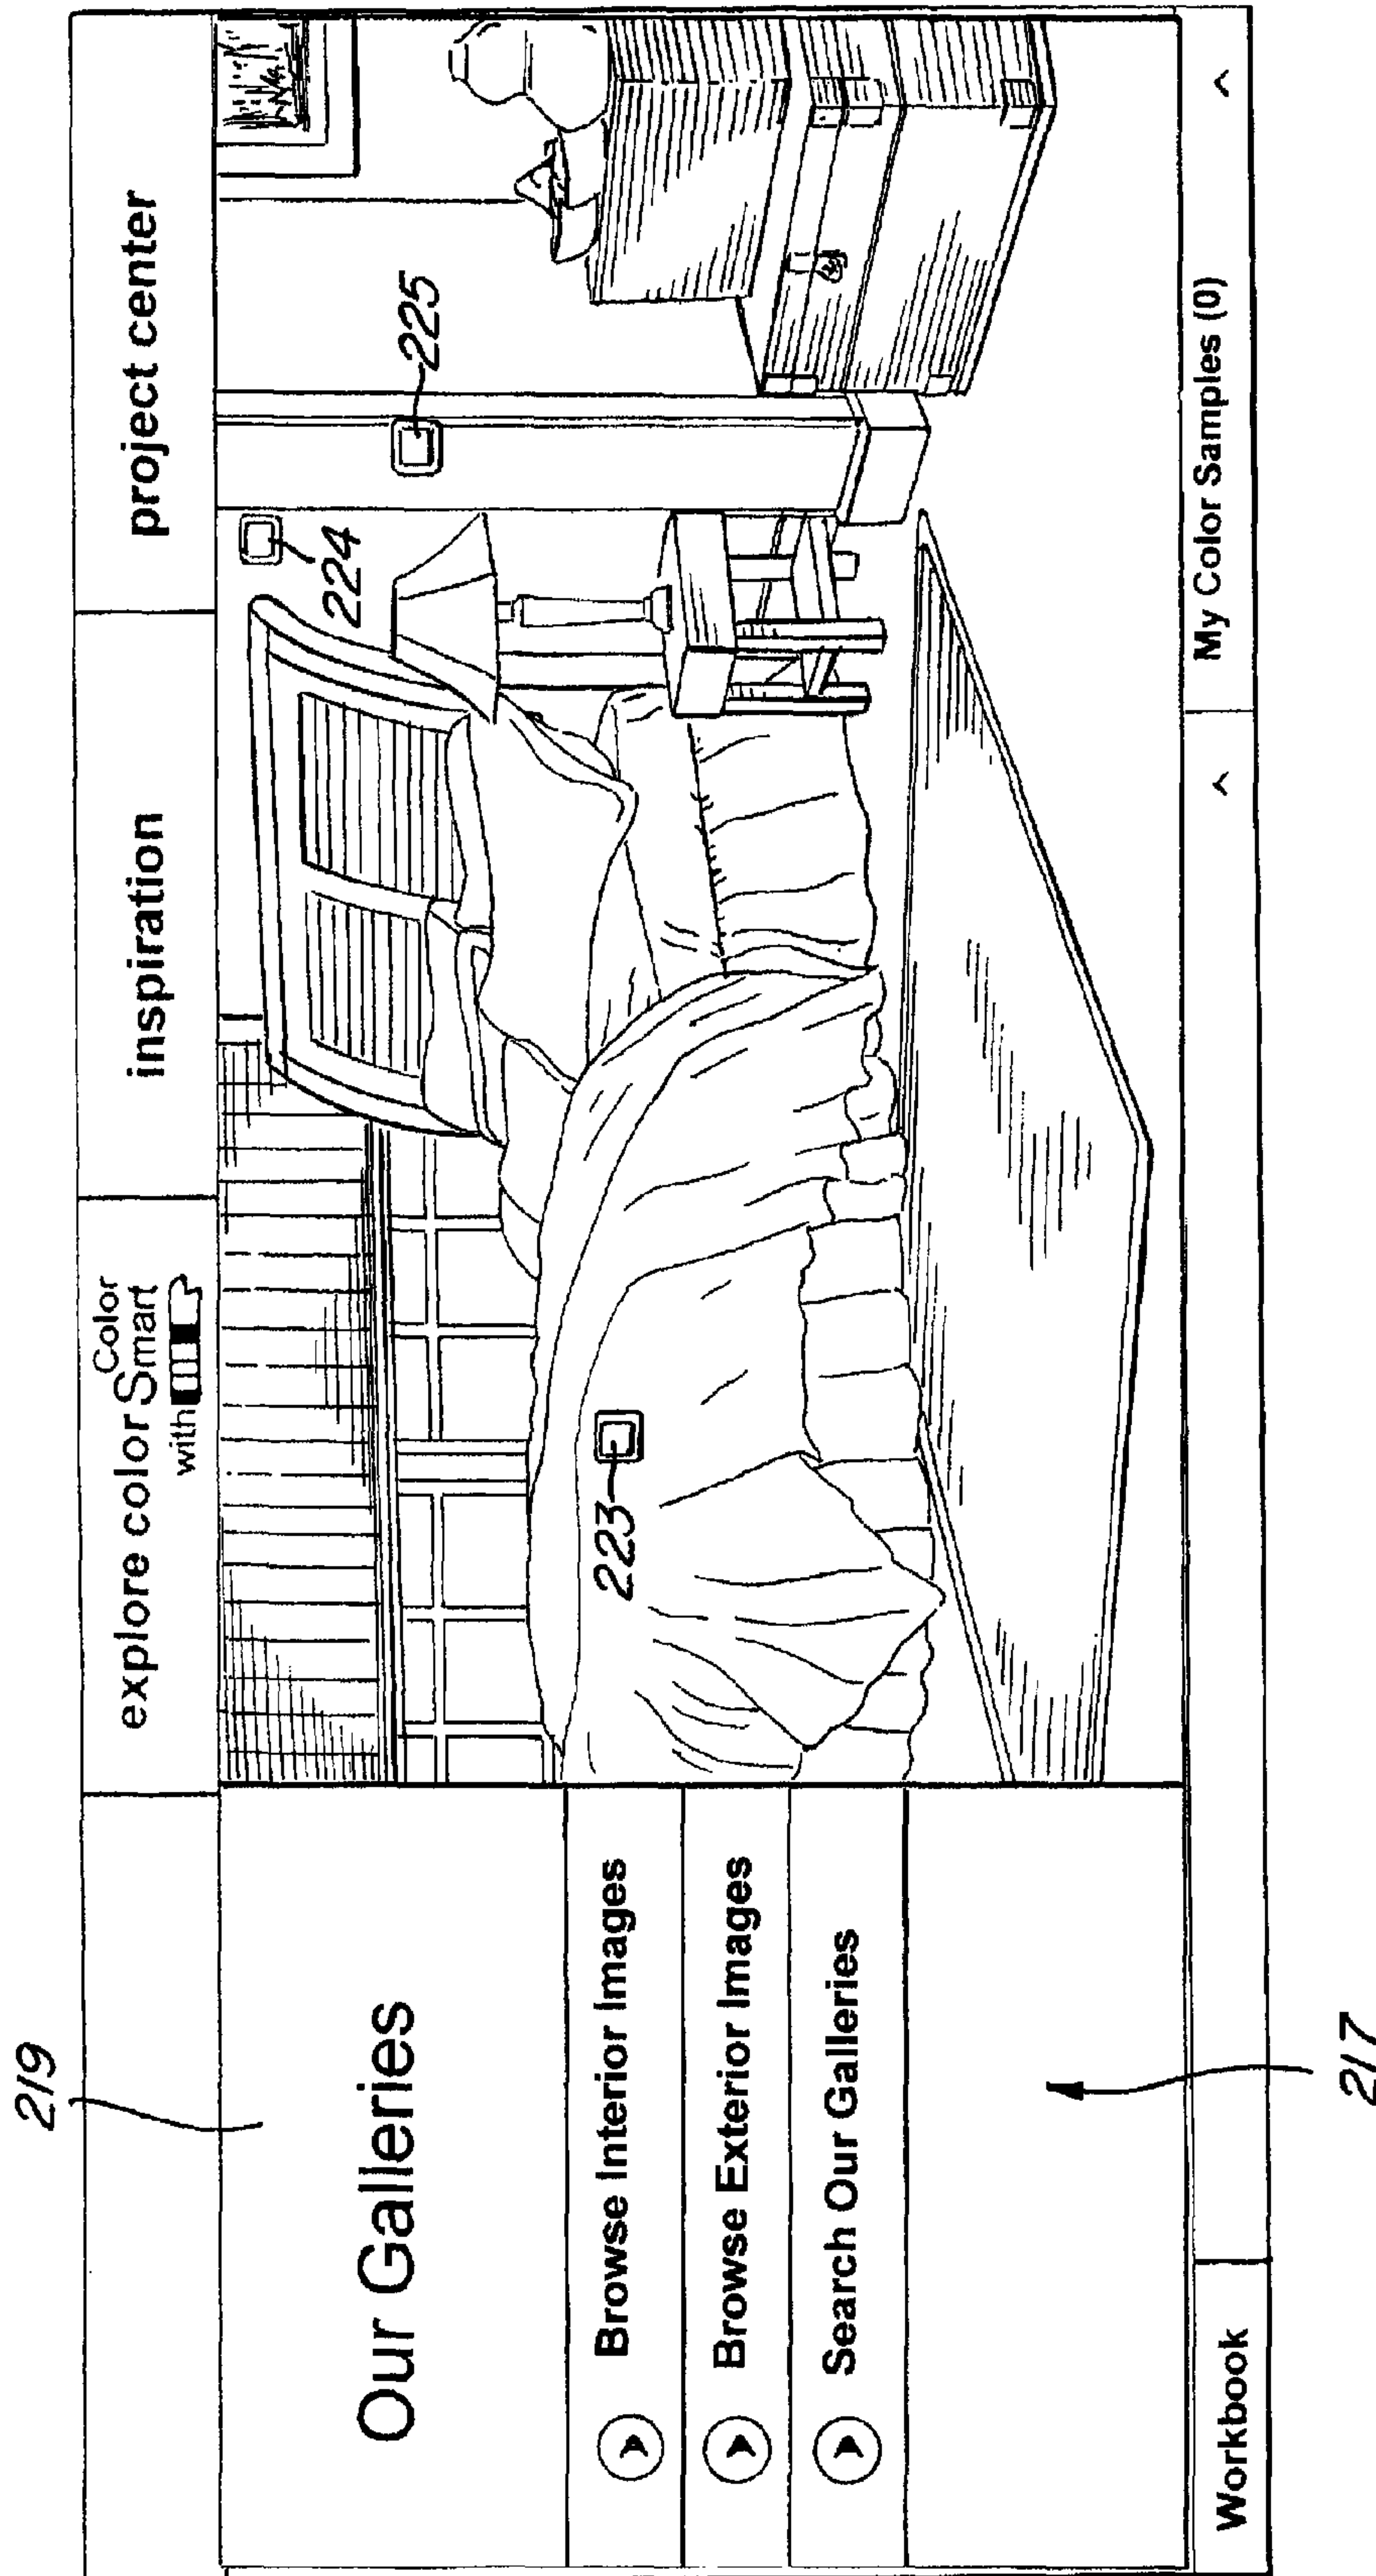 219
explore color
Color
Smart
with
inspiration
project center
Our Galleries
Browse Interior Images
Browse Exterior Images
Search Our Galleries
223
224
225
Workbook
My Color Samples (0)
217